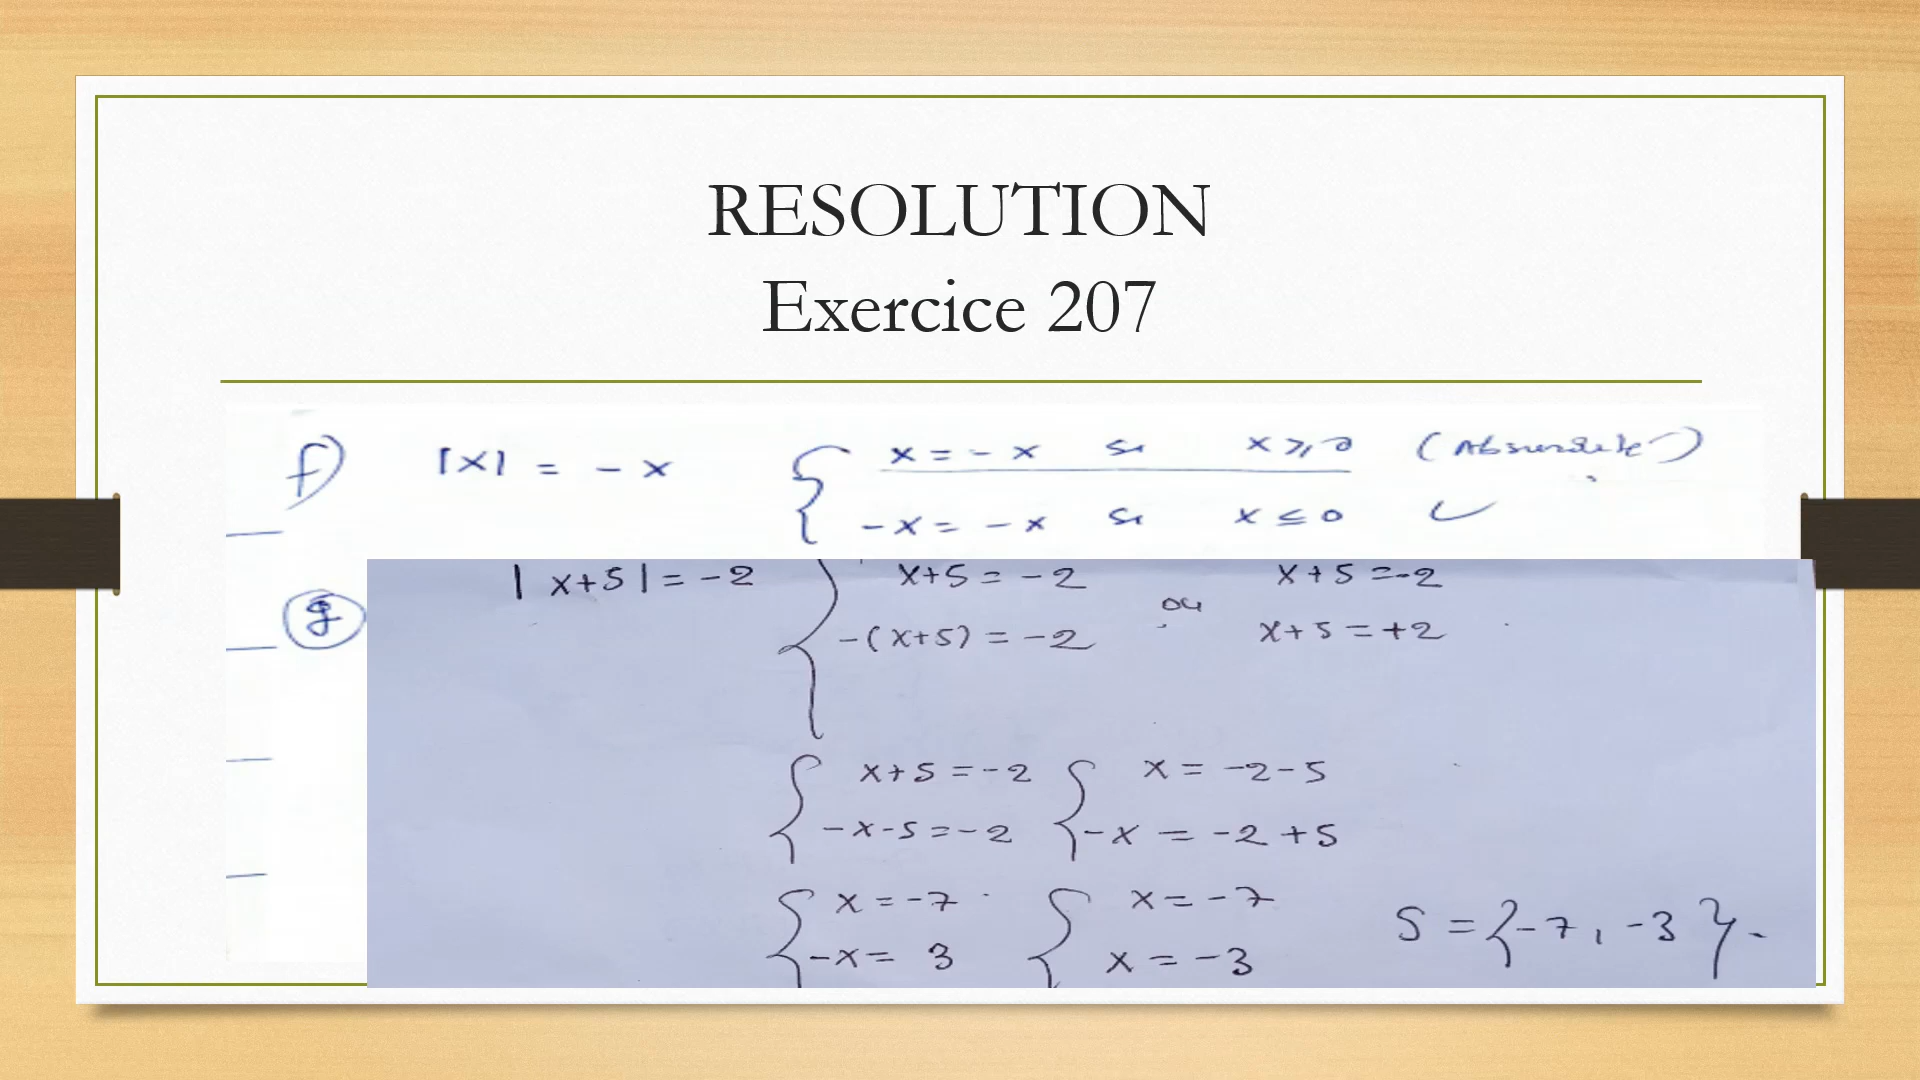 RESOLUTION
Exercice 207
f) |x| = - x { x = - x si x ⩾ 0
- x = - x si x ≤ 0
g | x+5 | = -2 { x+5 = -2 ou x+5 =-2
-(x+5) = -2 x+5 = +2
{ x+5 = -2 { x = -2-5
-x-5 = -2 -x = -2 +5
{ x = -7 { x = -7 S = {-7, -3}.
-x = 3 x = -3